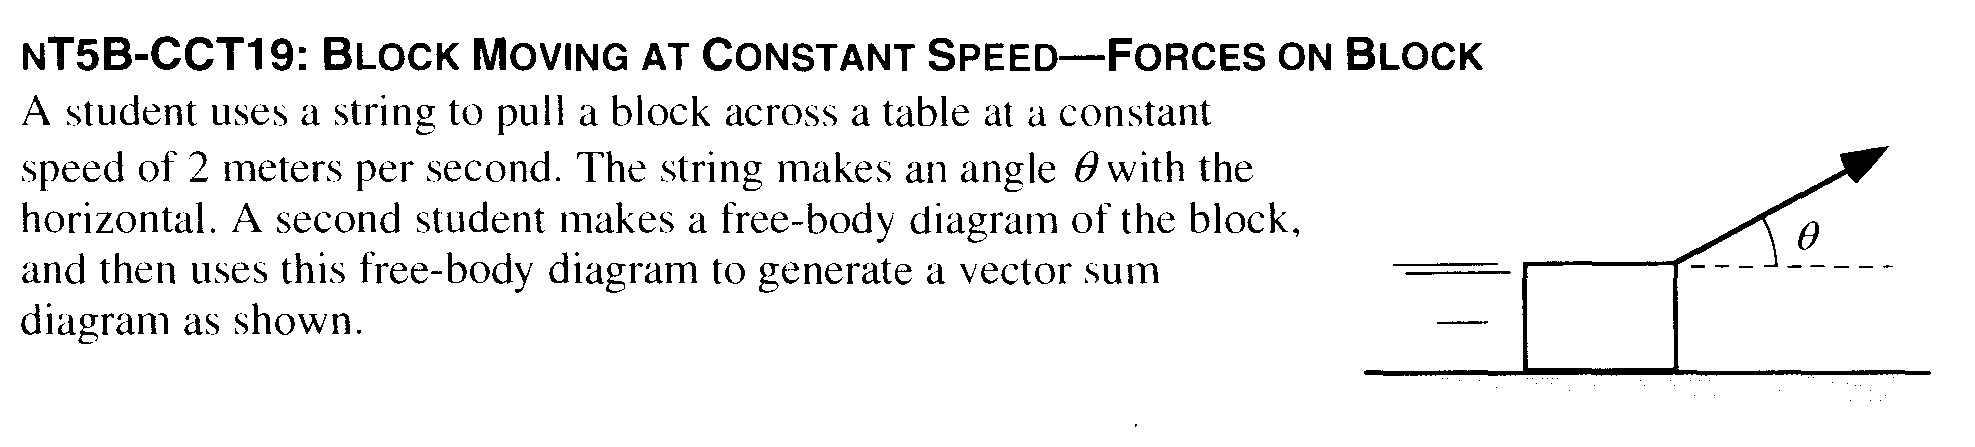 NT5B-CCT19: BLOCK MOVING AT CONSTANT SPEED—FORCES ON BLOCK
A student uses a string to pull a block across a table at a constant
speed of 2 meters per second. The string makes an angle θ with the
horizontal. A second student makes a free-body diagram of the block,
and then uses this free-body diagram to generate a vector sum
diagram as shown.
θ